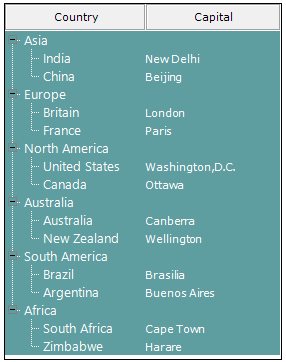 Country Capital
Asia
India New Delhi
China Beijing
Europe
Britain London
France Paris
North America
United States Washington,D.C.
Canada Ottawa
Australia
Australia Canberra
New Zealand Wellington
South America
Brazil Brasilia
Argentina Buenos Aires
Africa
South Africa Cape Town
Zimbabwe Harare